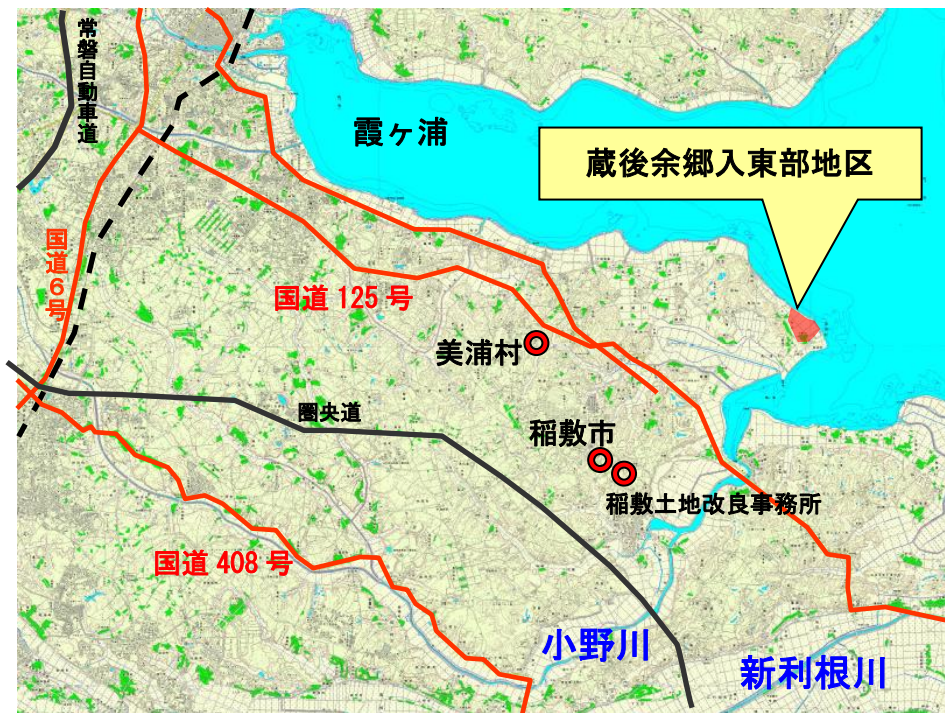 常磐自動車道
霞ヶ浦
蔵後余郷入東部地区
国道6号
国道125号
美浦村
圏央道
稲敷市
稲敷土地改良事務所
国道408号
小野川
新利根川